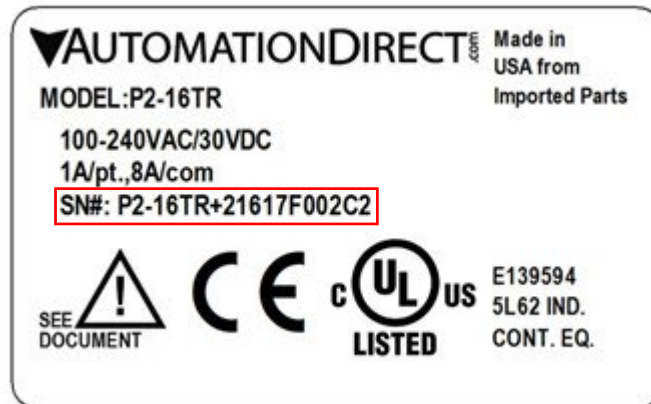 AUTOMATIONDIRECT.com
Made in
USA from
Imported Parts
MODEL:P2-16TR
100-240VAC/30VDC
1A/pt.,8A/com
SN#: P2-16TR+21617F002C2
SEE
DOCUMENT
!
CE
C UL US
LISTED
E139594
5L62 IND.
CONT. EQ.